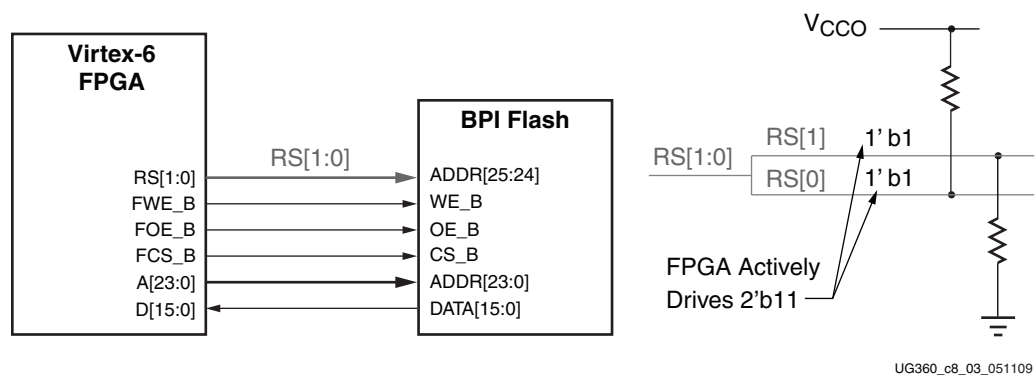 Virtex-6
FPGA
RS[1:0]
FWE_B
FOE_B
FCS_B
A[23:0]
D[15:0]
RS[1:0]
BPI Flash
ADDR[25:24]
WE_B
OE_B
CS_B
ADDR[23:0]
DATA[15:0]
VCCO
RS[1:0]
RS[1]
1' b1
RS[0]
1' b1
FPGA Actively
Drives 2'b11
UG360_c8_03_051109